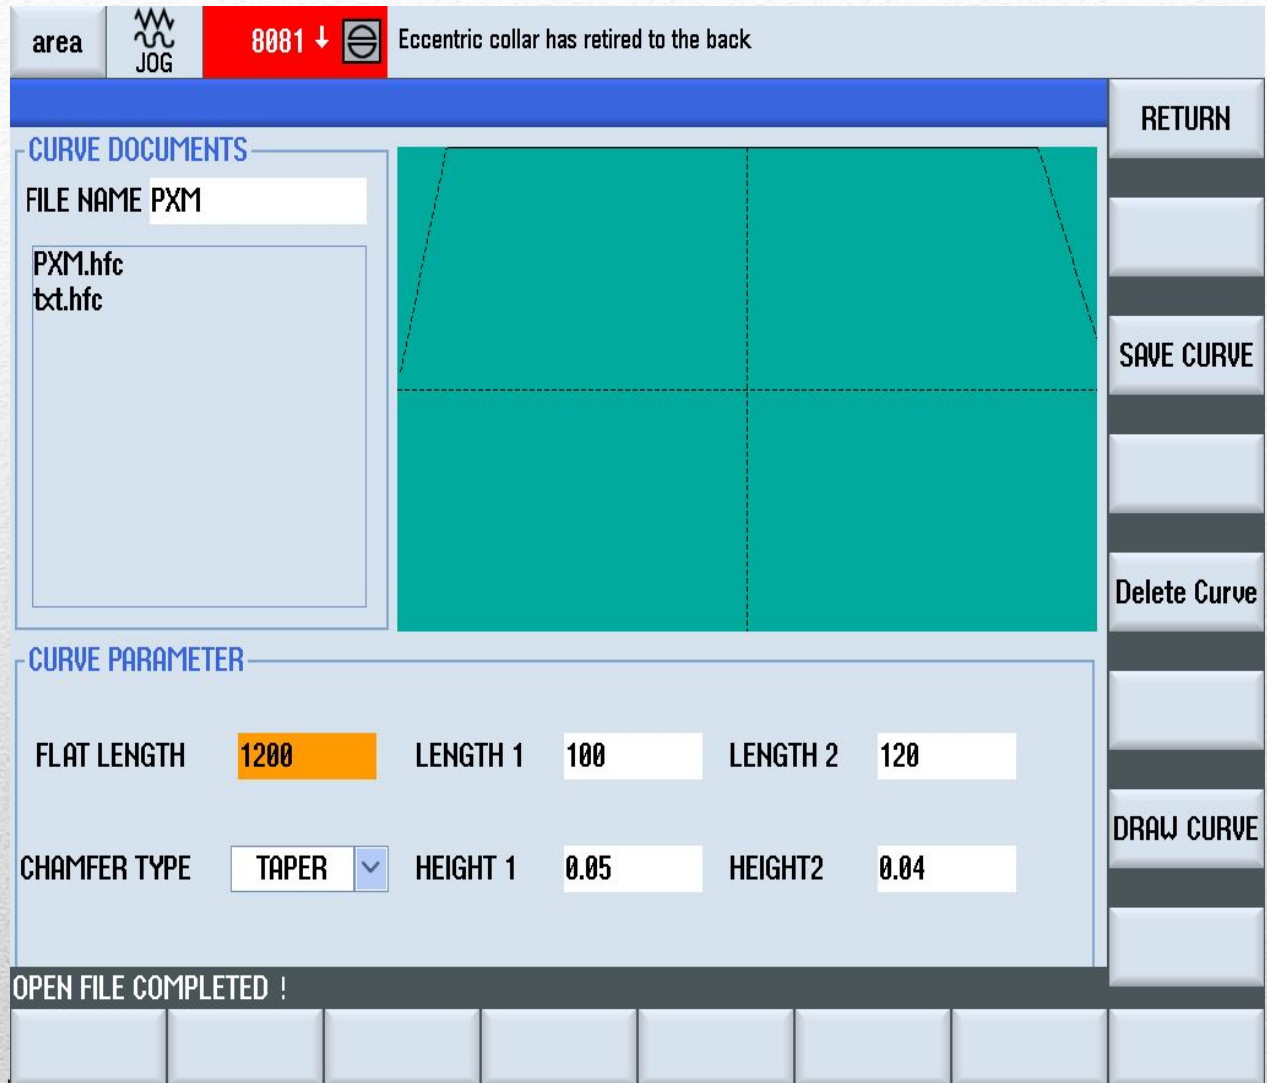 area
JOG
8081
Eccentric collar has retired to the back
RETURN
CURVE DOCUMENTS
FILE NAME PXM
PXM.hfc
txt.hfc
SAVE CURVE
Delete Curve
CURVE PARAMETER
FLAT LENGTH 1200 LENGTH 1 100 LENGTH 2 120
DRAW CURVE
CHAMFER TYPE TAPER HEIGHT 1 0.05 HEIGHT2 0.04
OPEN FILE COMPLETED !